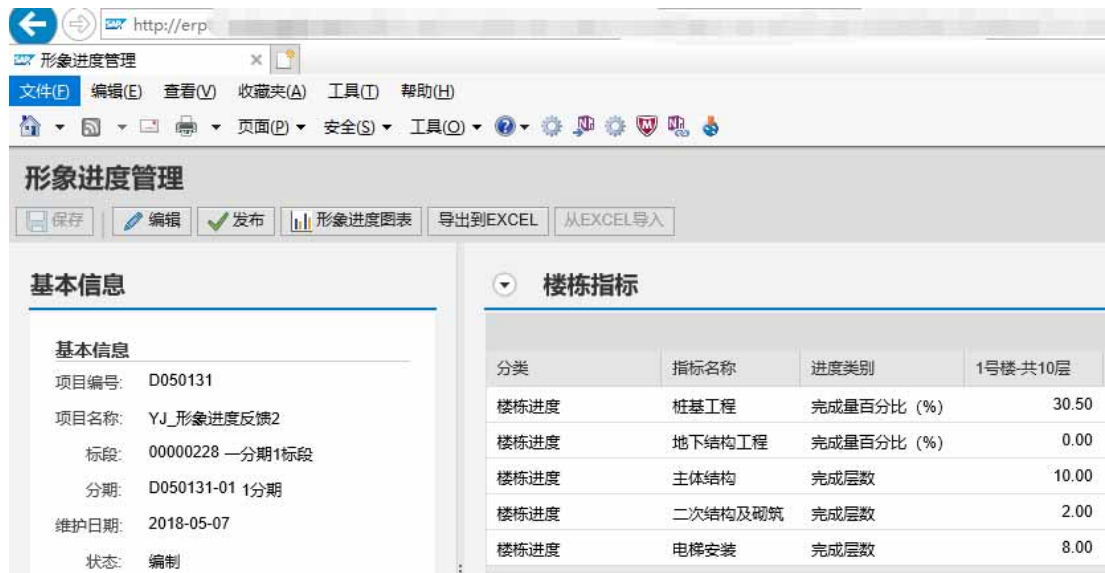 http://erp
形象进度管理
文件(F) 编辑(E) 查看(V) 收藏夹(A) 工具(T) 帮助(H)
页面(P) 安全(S) 工具(O)
形象进度管理
保存 编辑 发布 形象进度图表 导出到EXCEL 从EXCEL导入
基本信息
基本信息
项目编号: D050131
项目名称: YJ_形象进度反馈2
标段: 00000228 —分期1标段
分期: D050131-01 1分期
维护日期: 2018-05-07
状态: 编制
楼栋指标
分类 指标名称 进度类别 1号楼-共10层
楼栋进度 桩基工程 完成量百分比 (%) 30.50
楼栋进度 地下结构工程 完成量百分比 (%) 0.00
楼栋进度 主体结构 完成层数 10.00
楼栋进度 二次结构及砌筑 完成层数 2.00
楼栋进度 电梯安装 完成层数 8.00